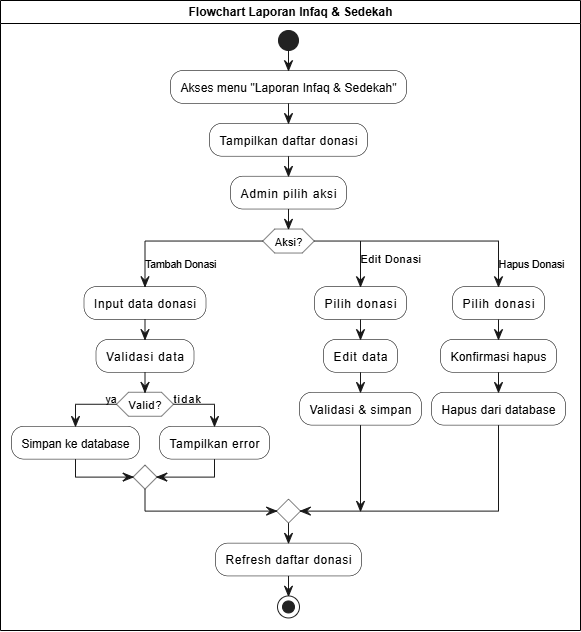 Flowchart Laporan Infaq & Sedekah
Akses menu "Laporan Infaq & Sedekah"
Tampilkan daftar donasi
Admin pilih aksi
Aksi?
Tambah Donasi
Input data donasi
Validasi data
Valid?
ya
tidak
Simpan ke database
Tampilkan error
Edit Donasi
Pilih donasi
Edit data
Validasi & simpan
Hapus Donasi
Pilih donasi
Konfirmasi hapus
Hapus dari database
Refresh daftar donasi